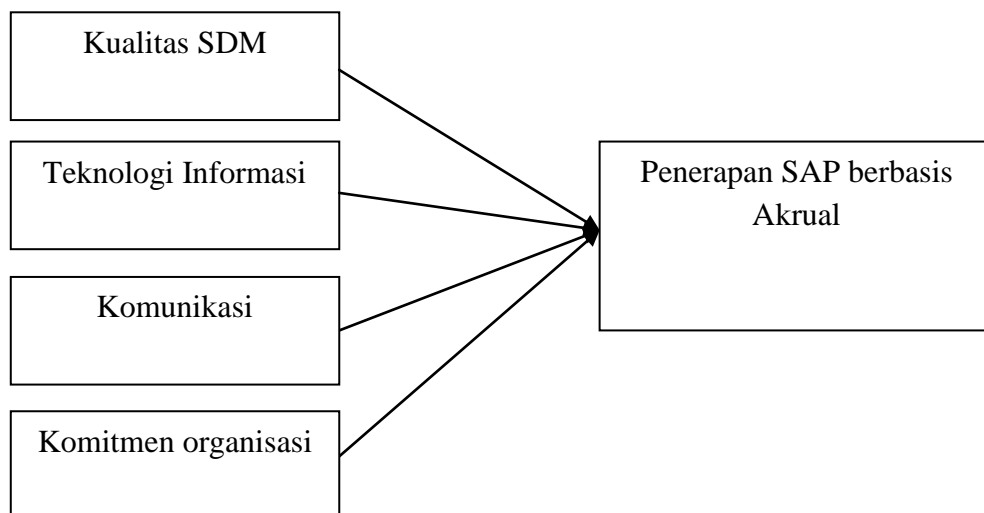 Kualitas SDM
Teknologi Informasi
Komunikasi
Komitmen organisasi
Penerapan SAP berbasis
Akrual